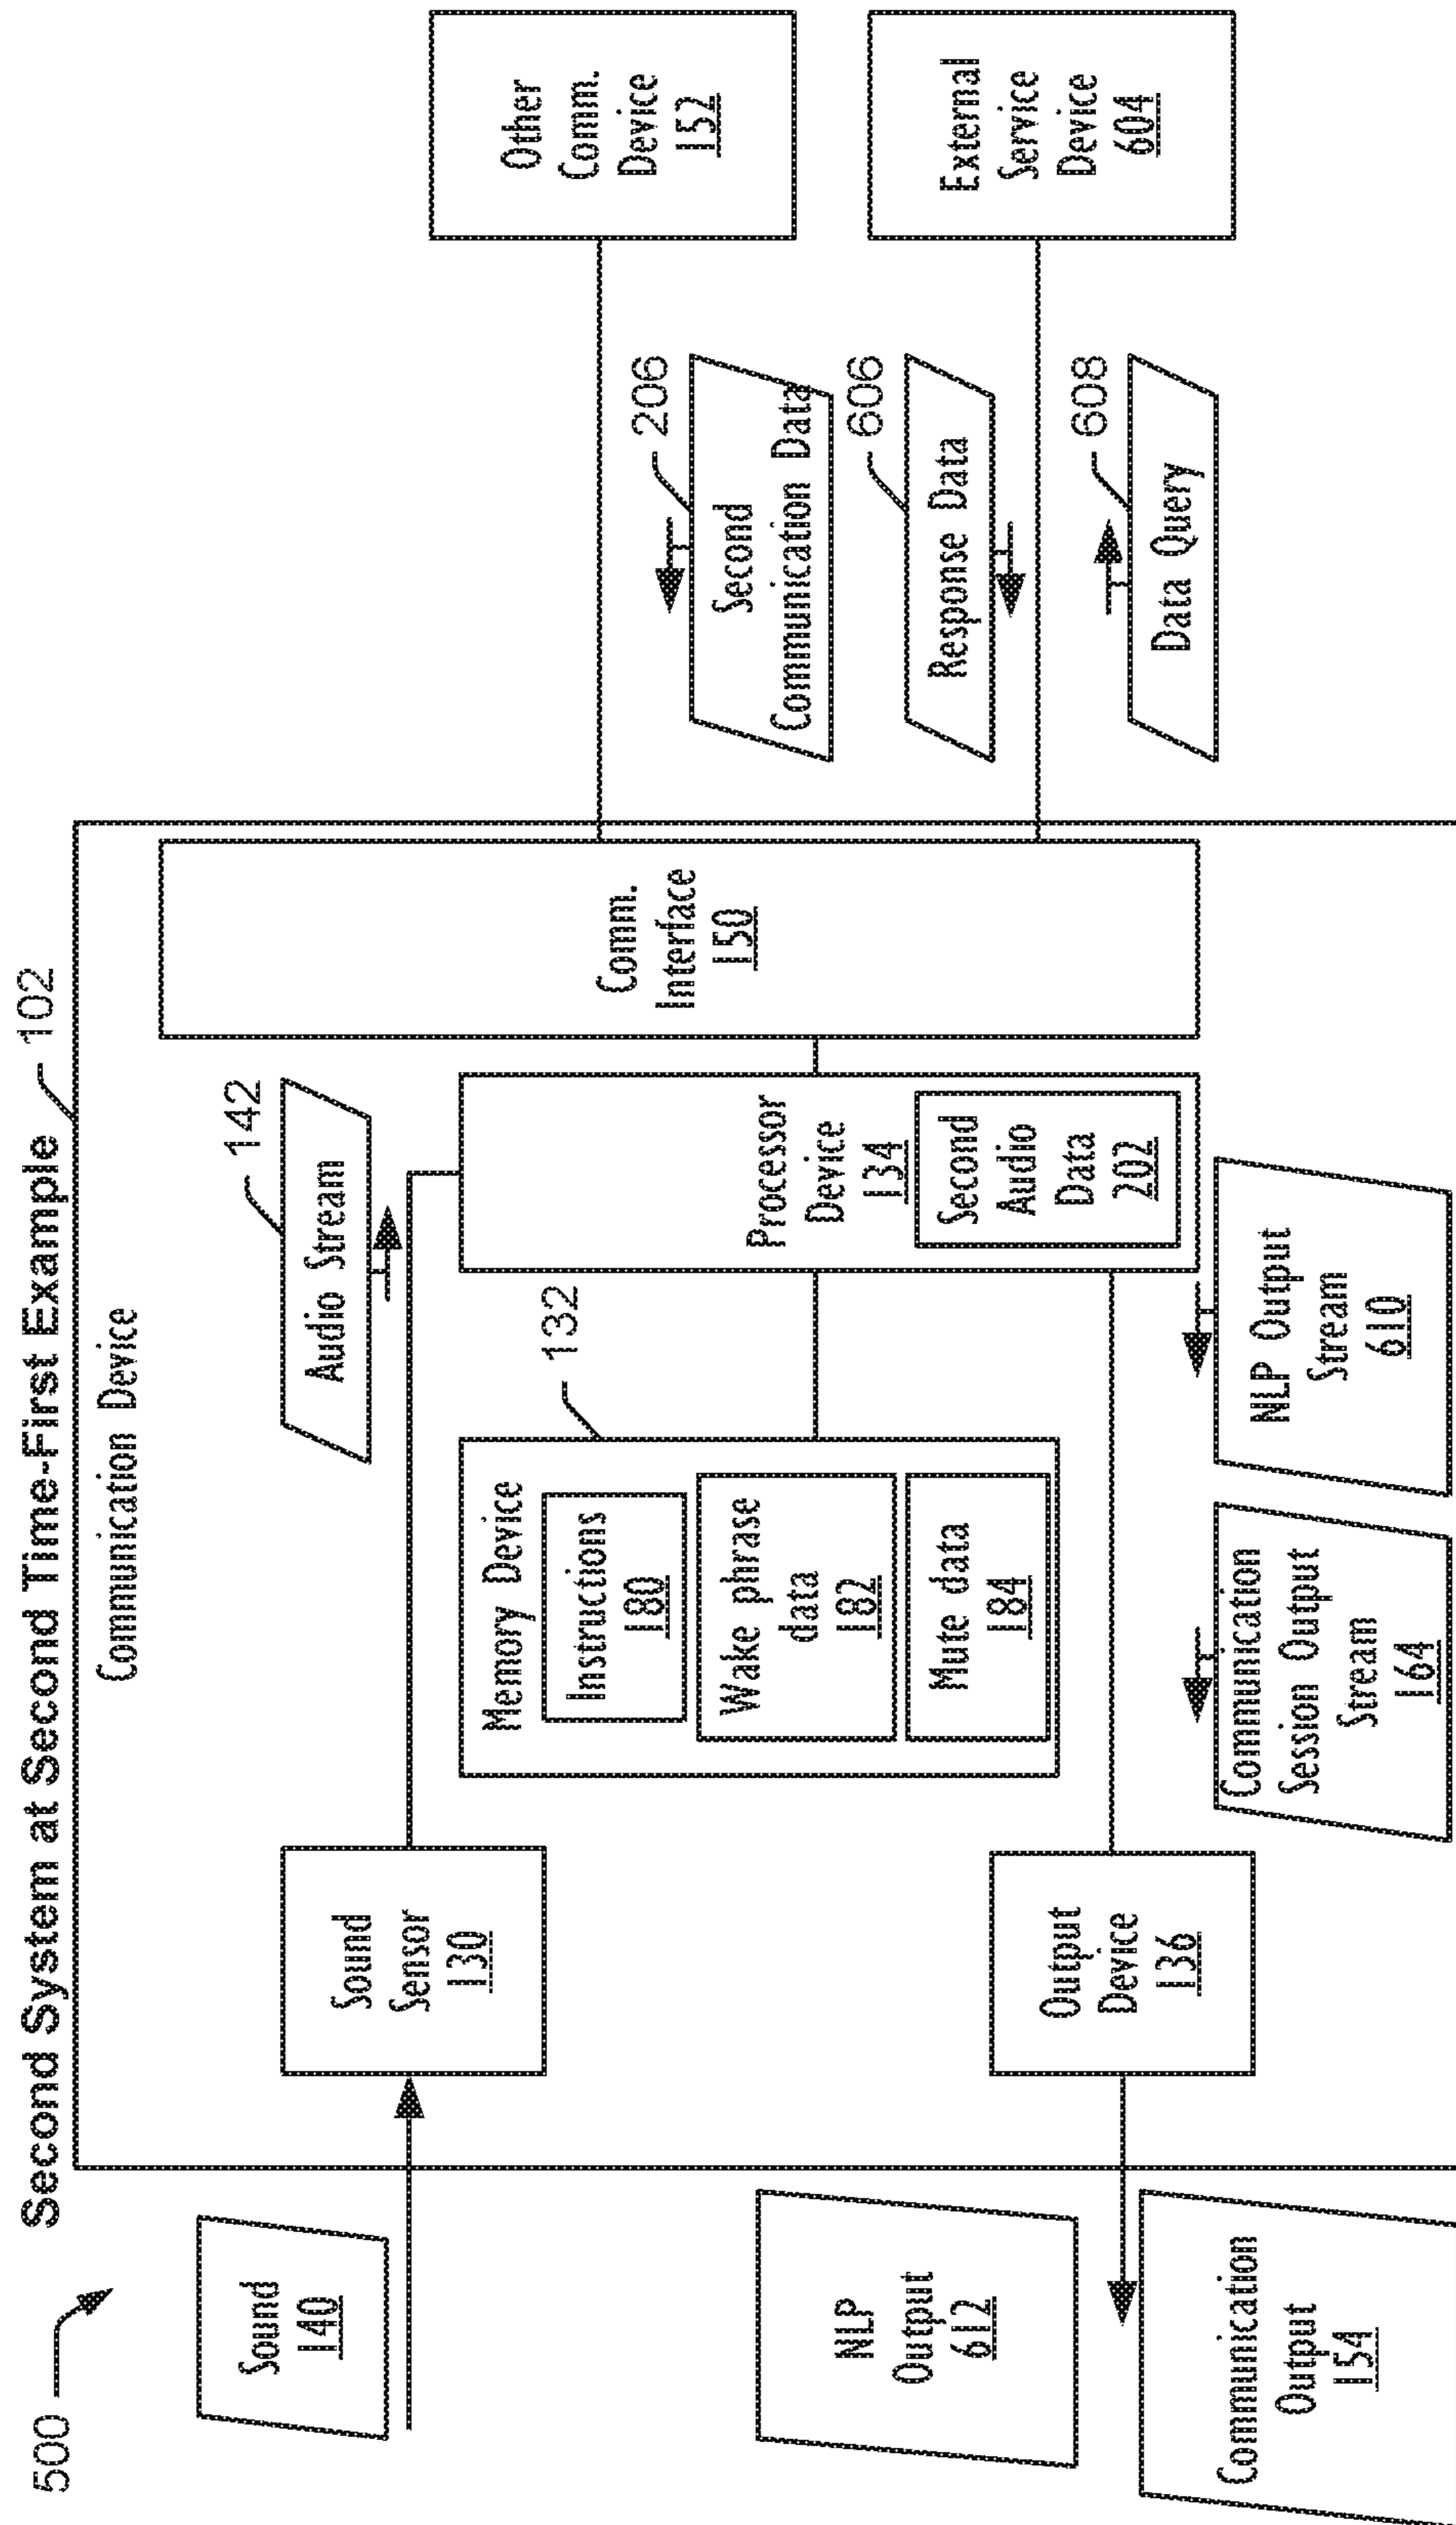 Second System at Second Time-First Example
500
102
Communication Device
Sound
140
Sound
Sensor
130
Audio Stream
142
Memory Device
132
Instructions
180
Wake phrase
data
182
Mute data
184
Processor
Device
134
Second
Audio
Data
202
Comm.
Interface
150
Other
Comm.
Device
152
206
Second
Communication Data
606
Response Data
External
Service
Device
604
608
Data Query
NLP
Output
612
Output
Device
136
Communication
Output
154
Communication
Session Output
Stream
164
NLP Output
Stream
610